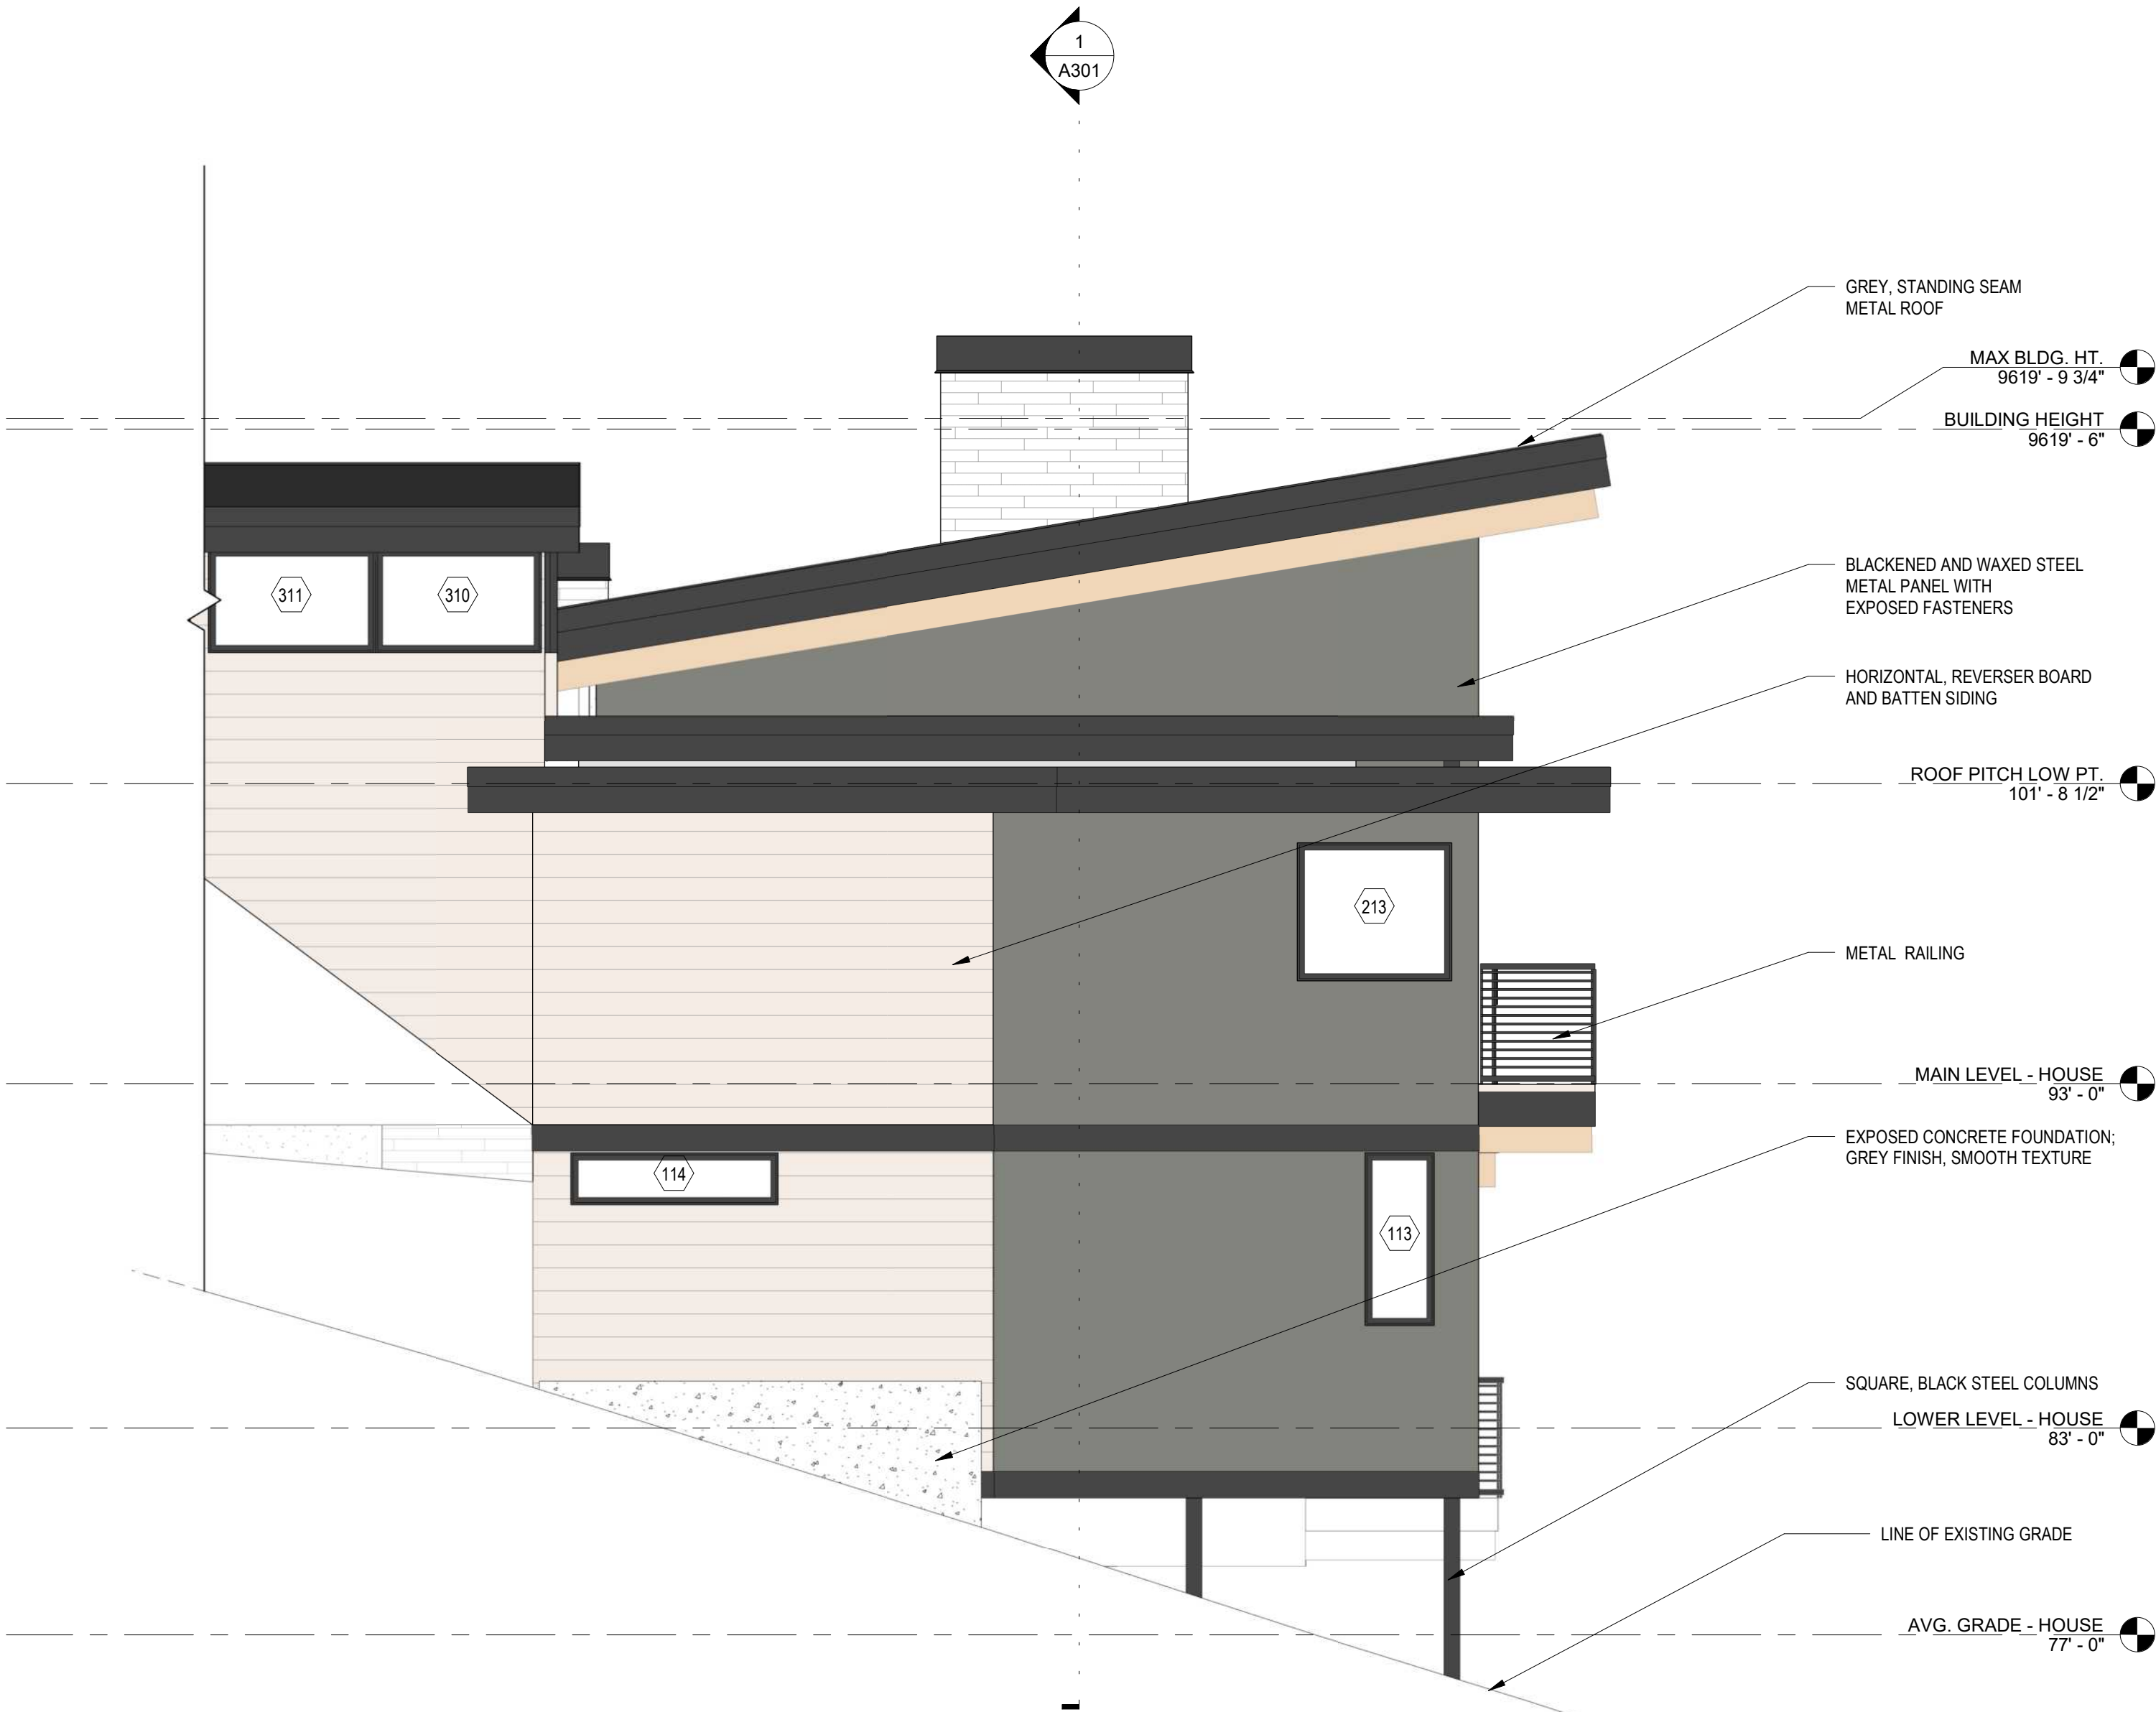 1
A301
GREY, STANDING SEAM
METAL ROOF
MAX BLDG. HT.
9619' - 9 3/4"
BUILDING HEIGHT
9619' - 6"
311
310
BLACKENED AND WAXED STEEL
METAL PANEL WITH
EXPOSED FASTENERS
HORIZONTAL, REVERSER BOARD
AND BATTEN SIDING
ROOF PITCH LOW PT.
101' - 8 1/2"
213
METAL RAILING
MAIN LEVEL - HOUSE
93' - 0"
EXPOSED CONCRETE FOUNDATION;
GREY FINISH, SMOOTH TEXTURE
114
113
SQUARE, BLACK STEEL COLUMNS
LOWER LEVEL - HOUSE
83' - 0"
LINE OF EXISTING GRADE
AVG. GRADE - HOUSE
77' - 0"